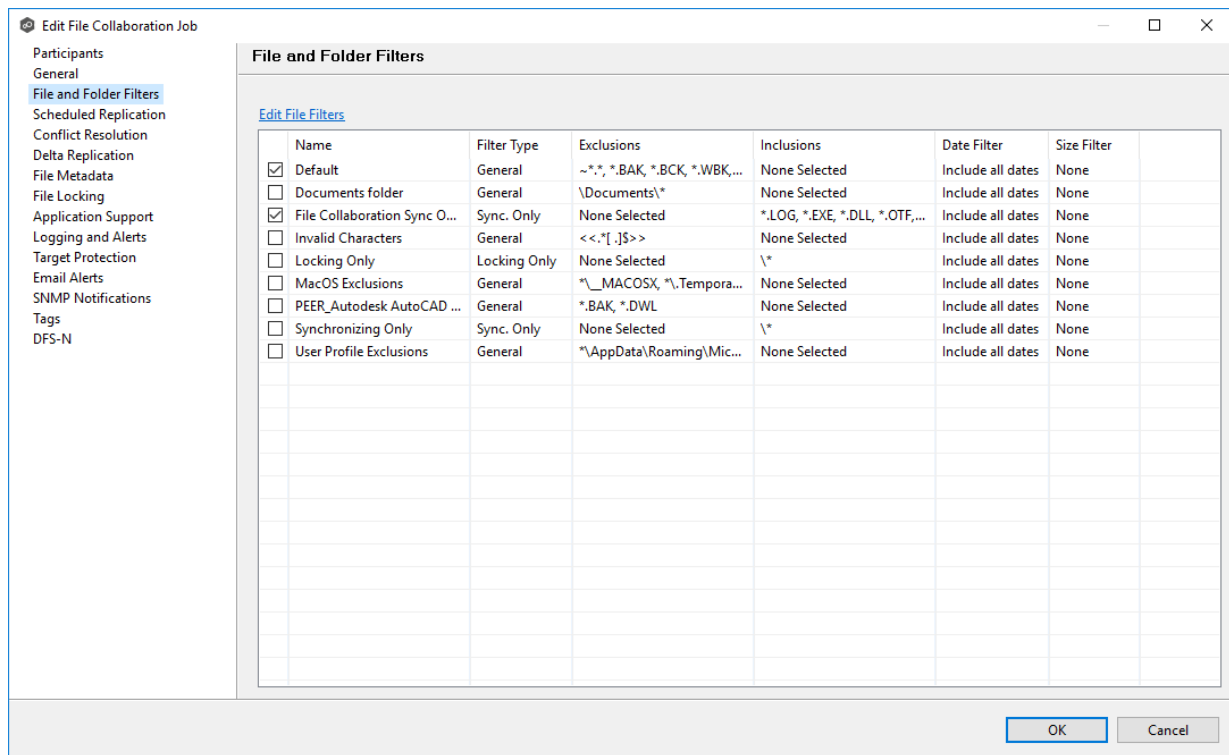 Edit File Collaboration Job
Participants
General
File and Folder Filters
Scheduled Replication
Conflict Resolution
Delta Replication
File Metadata
File Locking
Application Support
Logging and Alerts
Target Protection
Email Alerts
SNMP Notifications
Tags
DFS-N
File and Folder Filters
Edit File Filters
Name Filter Type Exclusions Inclusions Date Filter Size Filter
Default General ~*.*, *.BAK, *.BCK, *.WBK,... None Selected Include all dates None
Documents folder General \Documents\* None Selected Include all dates None
File Collaboration Sync O... Sync. Only None Selected *.LOG, *.EXE, *.DLL, *.OTF,... Include all dates None
Invalid Characters General <<.*[ .]$>> None Selected Include all dates None
Locking Only Locking Only None Selected \* Include all dates None
MacOS Exclusions General *\__MACOSX, *\.Tempora... None Selected Include all dates None
PEER_Autodesk AutoCAD ... General *.BAK, *.DWL None Selected Include all dates None
Synchronizing Only Sync. Only None Selected \* Include all dates None
User Profile Exclusions General *\AppData\Roaming\Mic... None Selected Include all dates None
OK Cancel